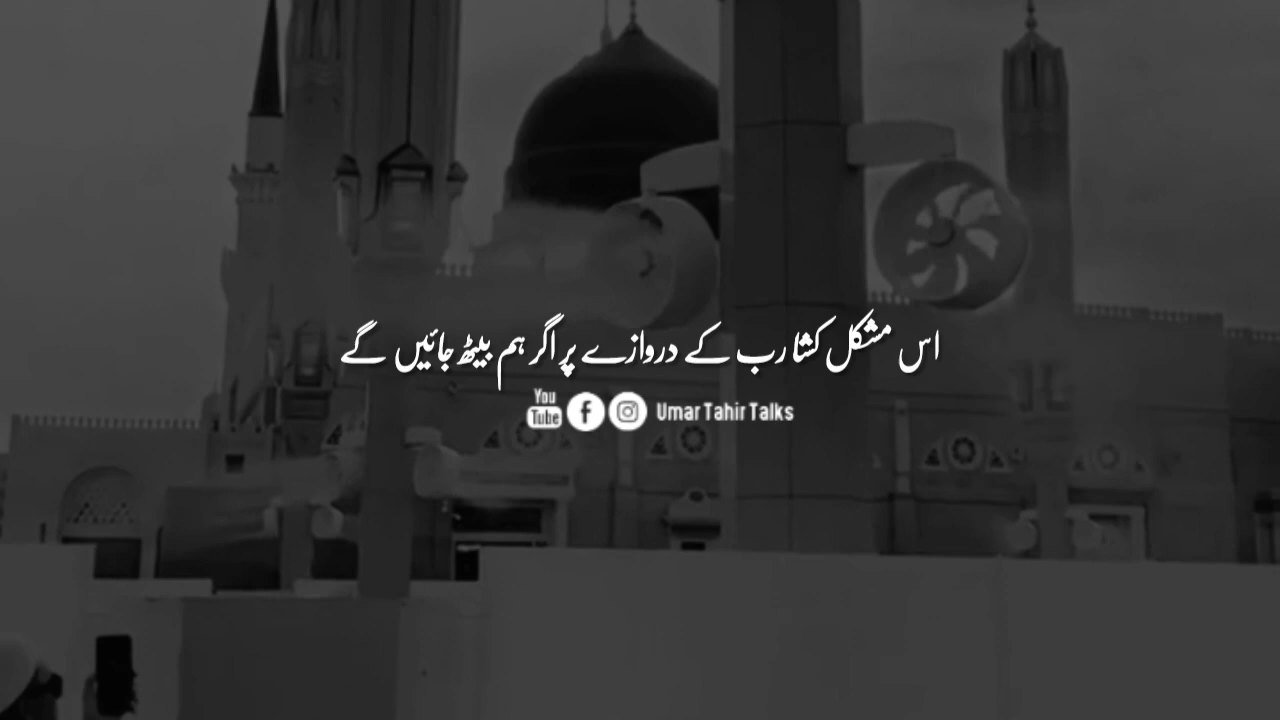 اس مشکل کشا رب کے دروازے پر اگر ہم بیٹھ جائیں گے
You Tube f Umar Tahir Talks